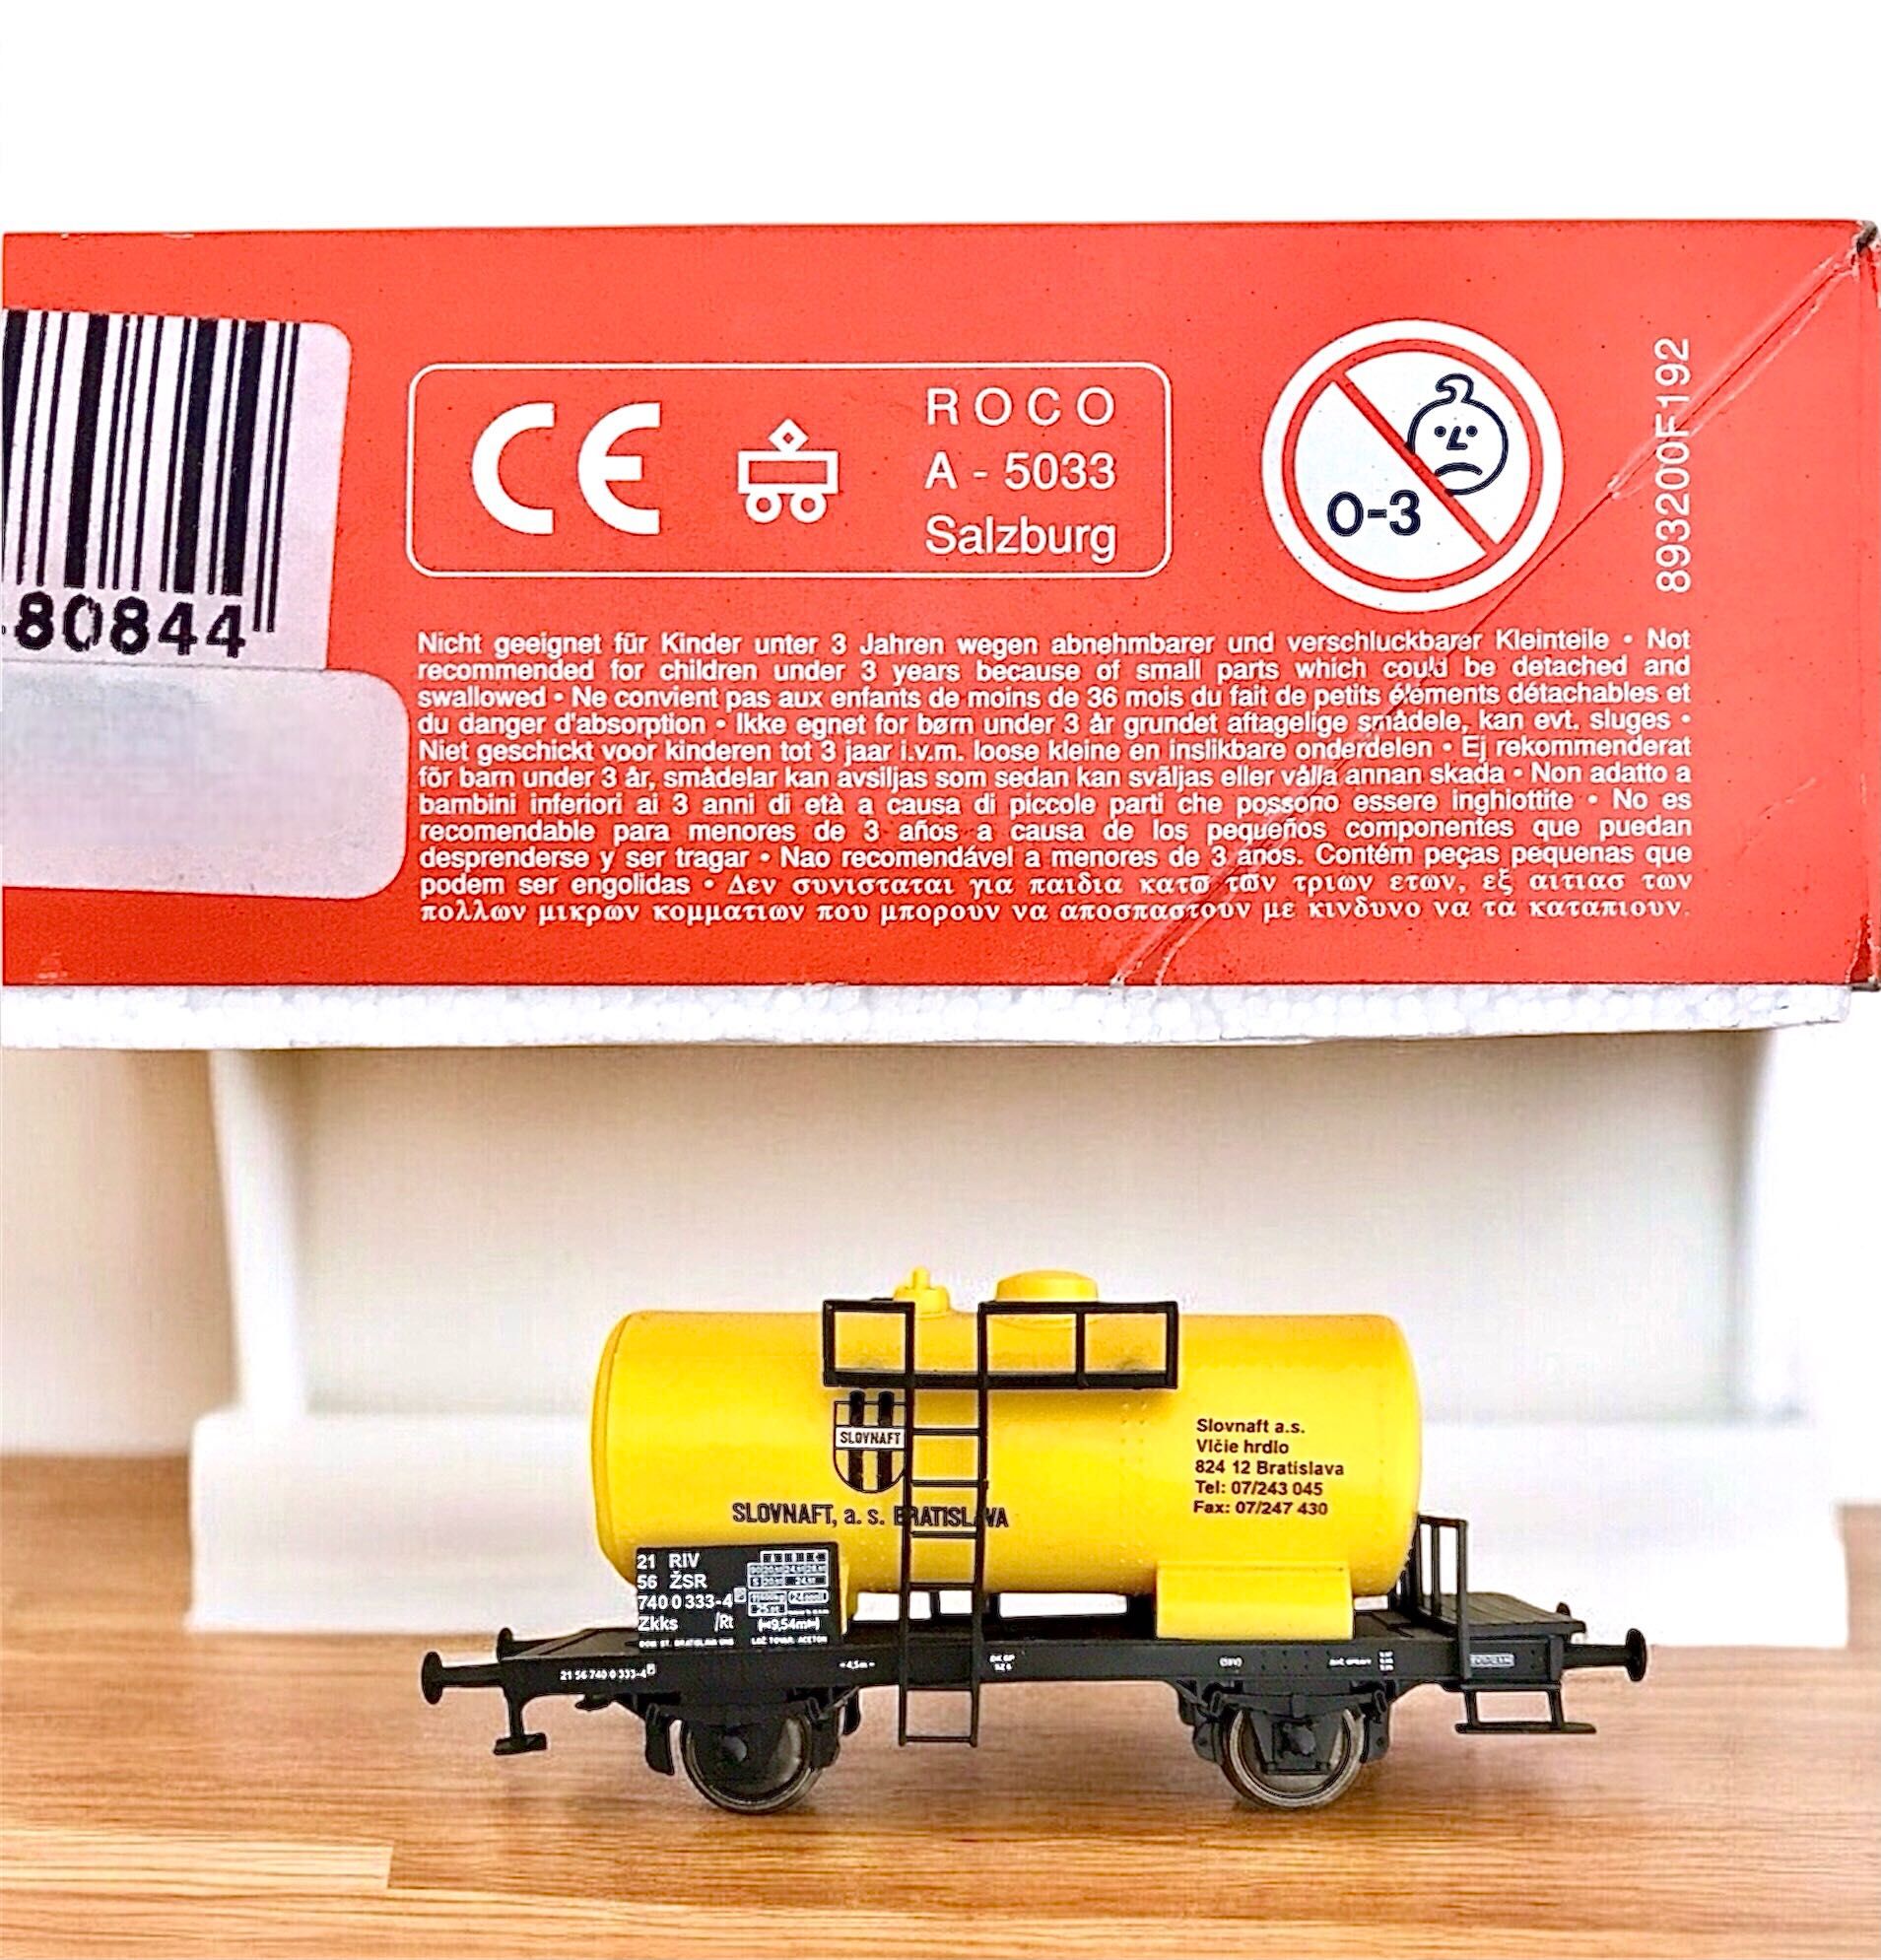 80844
CE
ROCO
A - 5033
Salzburg
0-3
893200F192
Nicht geeignet für Kinder unter 3 Jahren wegen abnehmbarer und verschluckbarer Kleinteile • Not
recommended for children under 3 years because of small parts which could be detached and
swallowed • Ne convient pas aux enfants de moins de 36 mois du fait de petits éléments détachables et
du danger d'absorption • Ikke egnet for børn under 3 år grundet aftagelige smådele, kan evt. sluges •
Niet geschickt voor kinderen tot 3 jaar i.v.m. loose kleine en inslikbare onderdelen • Ej rekommenderat
för barn under 3 år, smådelar kan avsiljas som sedan kan sväljas eller vålla annan skada • Non adatto a
bambini inferiori ai 3 anni di età a causa di piccole parti che possono essere inghiottite • No es
recomendable para menores de 3 años a causa de los pequeños componentes que puedan
desprenderse y ser tragar • Nao recomendável a menores de 3 anos. Contém peças pequenas que
podem ser engolidas • Δεν συνισταται για παιδια κατω των τριων ετων, εξ αιτιασ των
πολλων μικρων κομματιων που μπορουν να αποσπαστουν με κινδυνο να τα καταπιουν.
SLOVNAFT
SLOVNAFT, a. s. BRATISLAVA
Slovnaft a.s.
Vlčie hrdlo
824 12 Bratislava
Tel: 07/243 045
Fax: 07/247 430
21 RIV
56 ŽSR
740 0 333-4
Zkks /Rt
9,54m
21 56 740 0 333-4